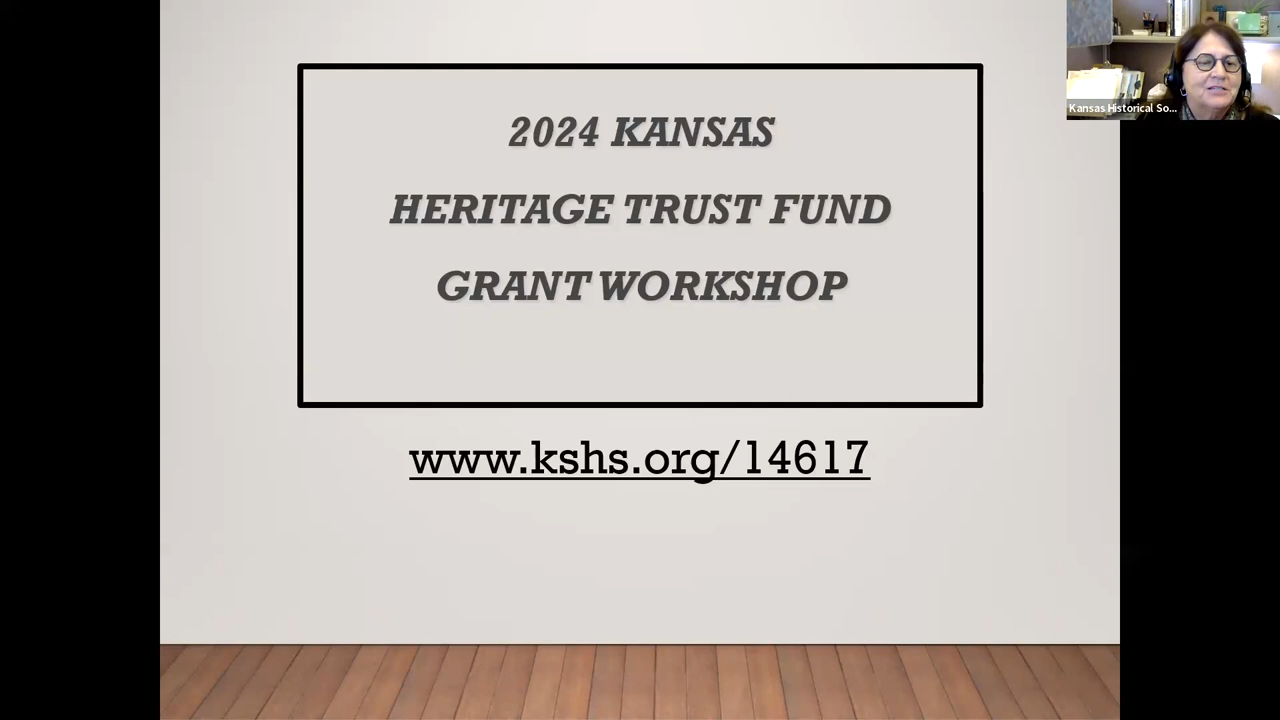 2024 KANSAS
HERITAGE TRUST FUND
GRANT WORKSHOP
www.kshs.org/14617
Kansas Historical So...